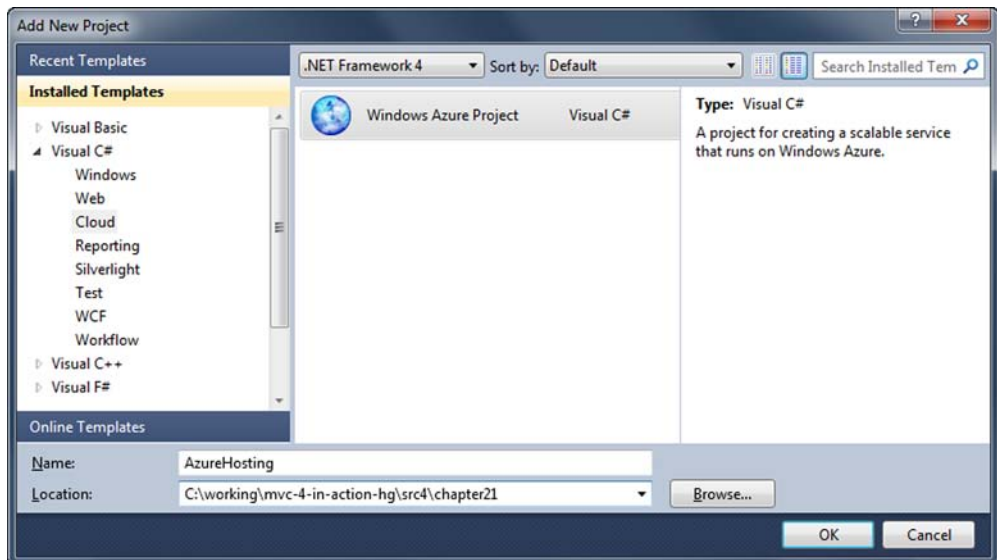 Add New Project
Recent Templates
Installed Templates
Visual Basic
Visual C#
Windows
Web
Cloud
Reporting
Silverlight
Test
WCF
Workflow
Visual C++
Visual F#
Online Templates
.NET Framework 4 Sort by: Default Search Installed Tem
Windows Azure Project Visual C#
Type: Visual C#
A project for creating a scalable service
that runs on Windows Azure.
Name: AzureHosting
Location: C:\working\mvc-4-in-action-hg\src4\chapter21 Browse...
OK Cancel